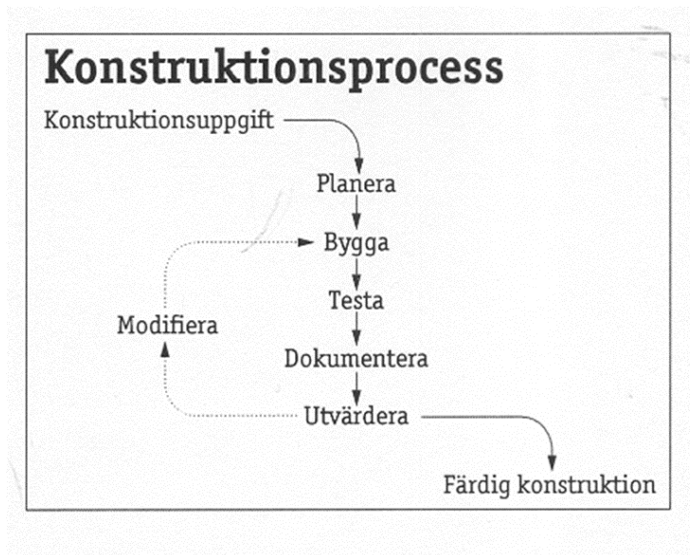 Konstruktionsprocess
Konstruktionsuppgift
Planera
Bygga
Testa
Modifiera
Dokumentera
Utvärdera
Färdig konstruktion